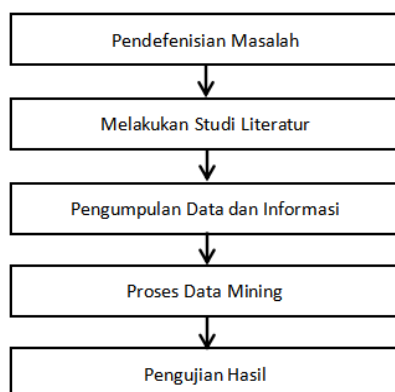 Pendefenisian Masalah
Melakukan Studi Literatur
Pengumpulan Data dan Informasi
Proses Data Mining
Pengujian Hasil